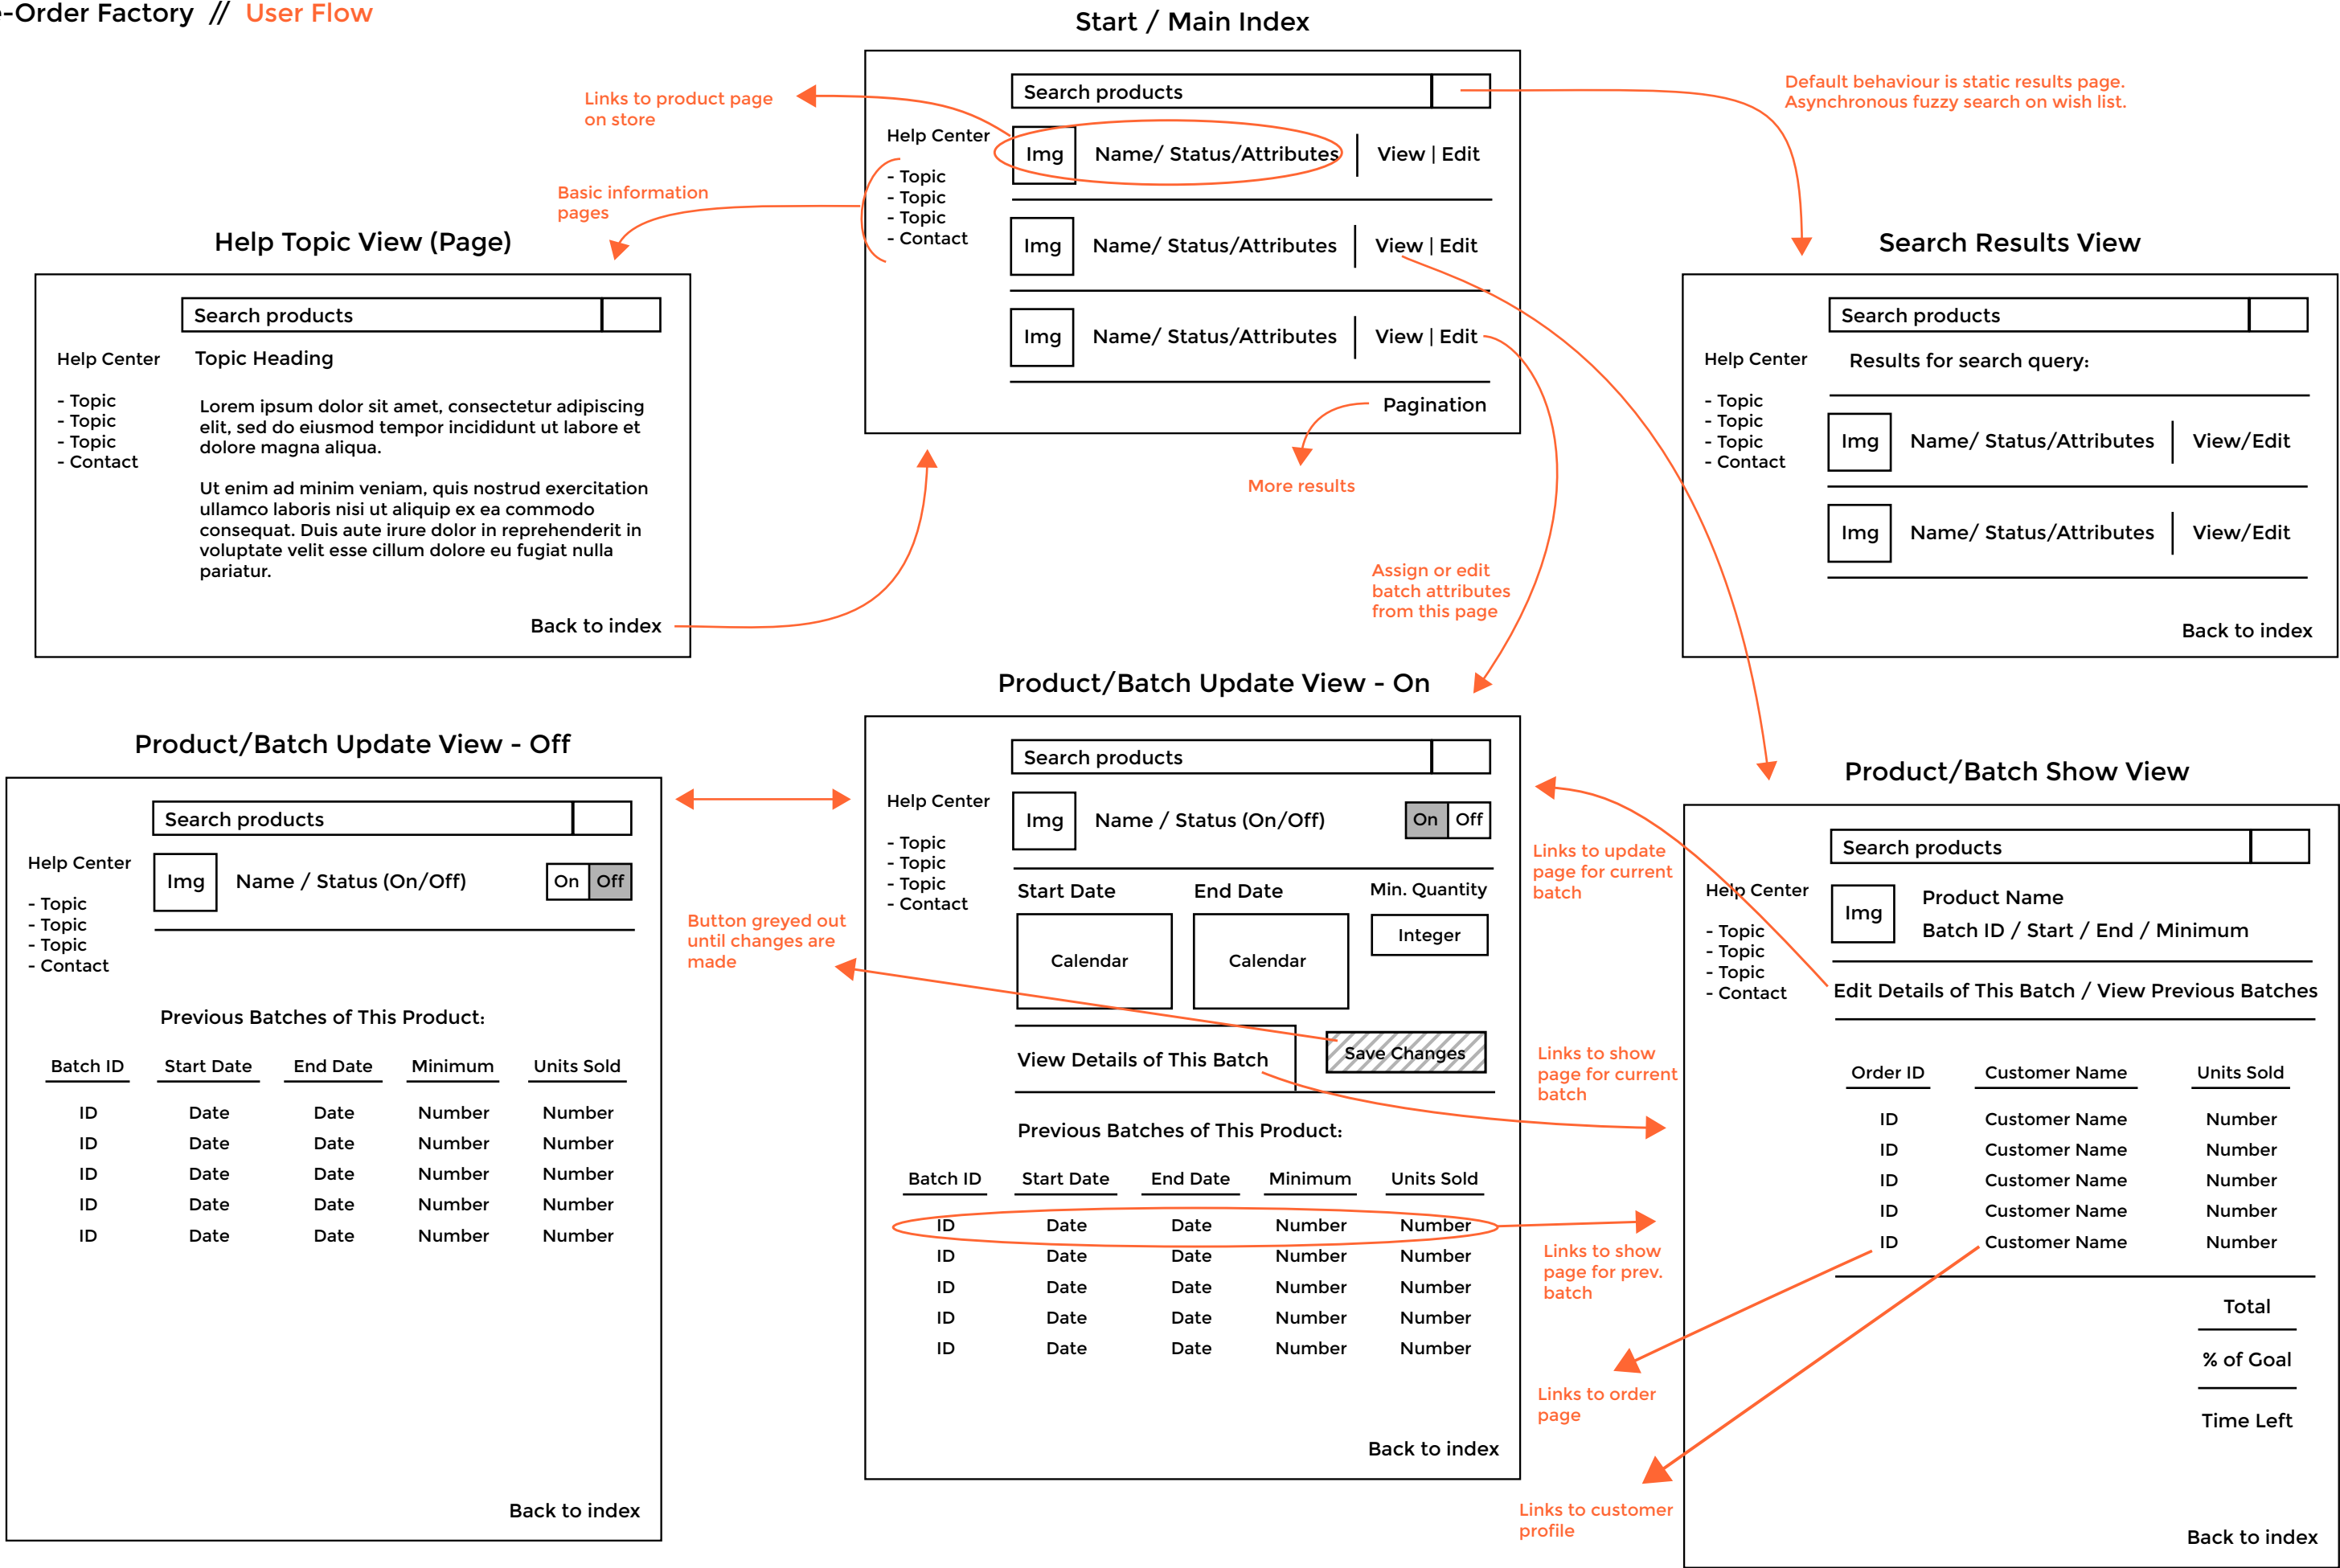 -Order Factory // User Flow
Start / Main Index
Links to product page
on store
Search products
Help Center
- Topic
- Topic
- Topic
- Contact
Img Name/ Status/Attributes View | Edit
Img Name/ Status/Attributes View | Edit
Img Name/ Status/Attributes View | Edit
Pagination
More results
Basic information
pages
Default behaviour is static results page.
Asynchronous fuzzy search on wish list.
Help Topic View (Page)
Search products
Help Center
- Topic
- Topic
- Topic
- Contact
Topic Heading
Lorem ipsum dolor sit amet, consectetur adipiscing
elit, sed do eiusmod tempor incididunt ut labore et
dolore magna aliqua.
Ut enim ad minim veniam, quis nostrud exercitation
ullamco laboris nisi ut aliquip ex ea commodo
consequat. Duis aute irure dolor in reprehenderit in
voluptate velit esse cillum dolore eu fugiat nulla
pariatur.
Back to index
Search Results View
Search products
Help Center
- Topic
- Topic
- Topic
- Contact
Results for search query:
Img Name/ Status/Attributes View/Edit
Img Name/ Status/Attributes View/Edit
Back to index
Assign or edit
batch attributes
from this page
Product/Batch Update View - Off
Search products
Help Center
- Topic
- Topic
- Topic
- Contact
Img Name / Status (On/Off) On Off
Previous Batches of This Product:
Batch ID Start Date End Date Minimum Units Sold
ID Date Date Number Number
ID Date Date Number Number
ID Date Date Number Number
ID Date Date Number Number
ID Date Date Number Number
Back to index
Button greyed out
until changes are
made
Product/Batch Update View - On
Search products
Help Center
- Topic
- Topic
- Topic
- Contact
Img Name / Status (On/Off) On Off
Start Date End Date Min. Quantity
Calendar Calendar Integer
View Details of This Batch Save Changes
Previous Batches of This Product:
Batch ID Start Date End Date Minimum Units Sold
ID Date Date Number Number
ID Date Date Number Number
ID Date Date Number Number
ID Date Date Number Number
ID Date Date Number Number
Back to index
Links to update
page for current
batch
Links to show
page for current
batch
Links to show
page for prev.
batch
Links to order
page
Links to customer
profile
Product/Batch Show View
Search products
Help Center
- Topic
- Topic
- Topic
- Contact
Img
Product Name
Batch ID / Start / End / Minimum
Edit Details of This Batch / View Previous Batches
Order ID Customer Name Units Sold
ID Customer Name Number
ID Customer Name Number
ID Customer Name Number
ID Customer Name Number
ID Customer Name Number
Total
% of Goal
Time Left
Back to index